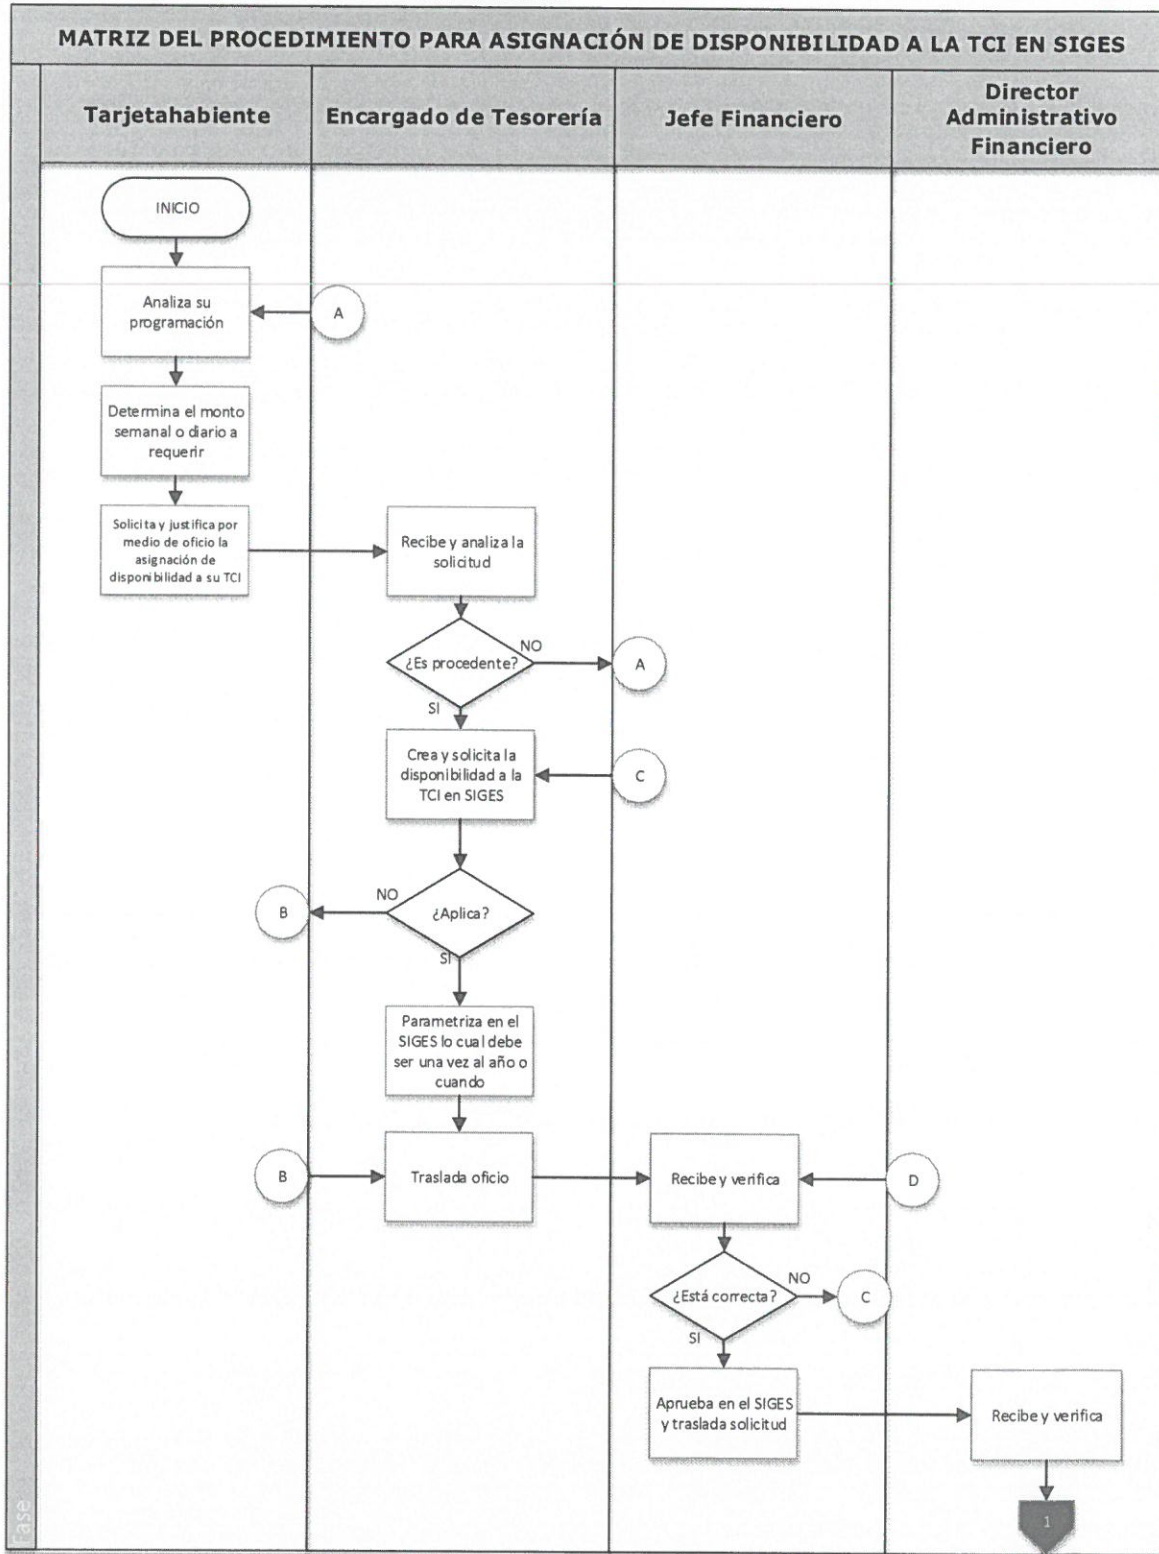 MATRIZ DEL PROCEDIMIENTO PARA ASIGNACIÓN DE DISPONIBILIDAD A LA TCI EN SIGES
Tarjetahabiente
Encargado de Tesorería
Jefe Financiero
Director
Administrativo
Financiero
INICIO
Analiza su
programación
A
Determina el monto
semanal o diario a
requerir
Solicita y justifica por
medio de oficio la
asignación de
disponibilidad a su TCI
Recibe y analiza la
solicitud
¿Es procedente?
NO
A
SI
Crea y solicita la
disponibilidad a la
TCI en SIGES
C
¿Aplica?
NO
B
SI
Parametriza en el
SIGES lo cual debe
ser una vez al año o
cuando
B
Traslada oficio
Recibe y verifica
D
¿Está correcta?
NO
C
SI
Aprueba en el SIGES
y traslada solicitud
Recibe y verifica
1
Fase